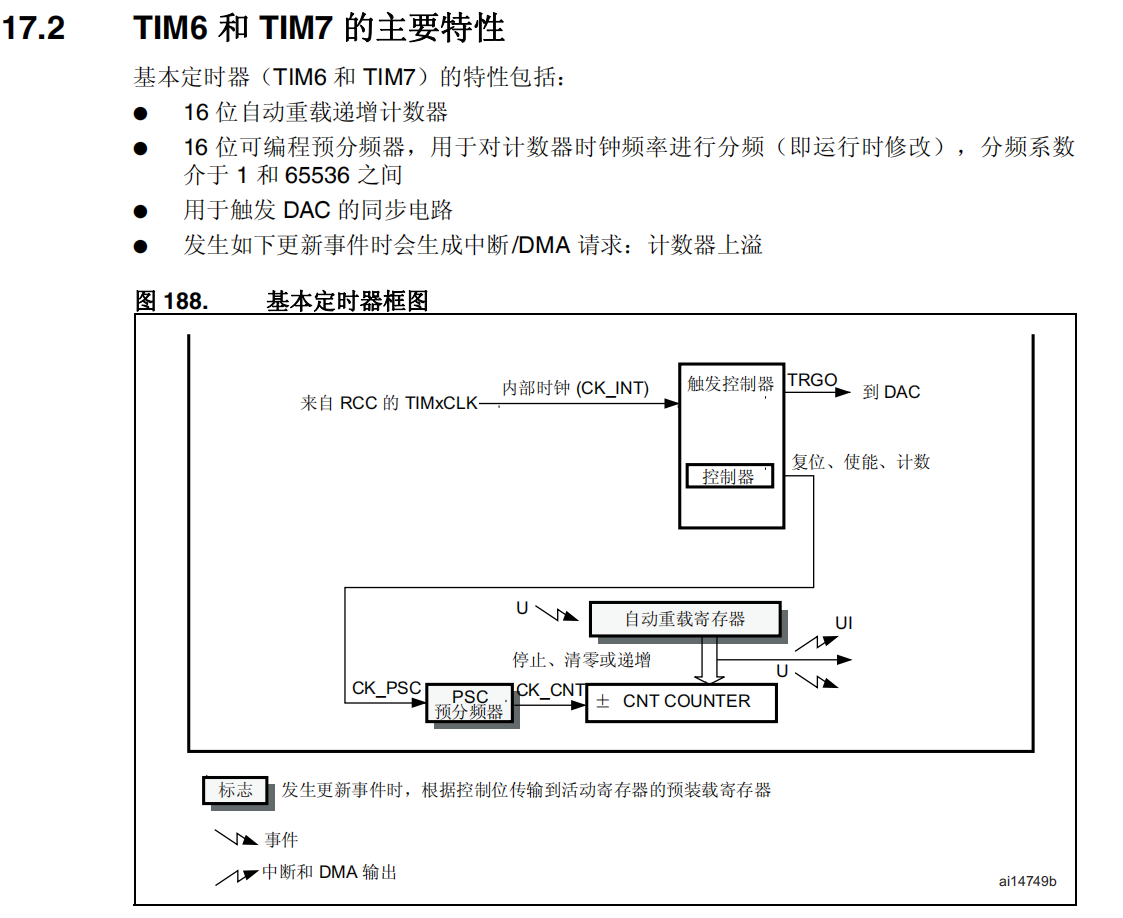 17.2 TIM6 和 TIM7 的主要特性
基本定时器（TIM6 和 TIM7）的特性包括：
● 16 位自动重载递增计数器
● 16 位可编程预分频器，用于对计数器时钟频率进行分频（即运行时修改），分频系数
介于 1 和 65536 之间
● 用于触发 DAC 的同步电路
● 发生如下更新事件时会生成中断/DMA 请求：计数器上溢
图 188. 基本定时器框图
来自 RCC 的 TIMxCLK
内部时钟 (CK_INT)
触发控制器
TRGO
到 DAC
控制器
复位、使能、计数
U
自动重载寄存器
UI
停止、清零或递增
U
CK_PSC
PSC
预分频器
CK_CNT
± CNT COUNTER
标志 发生更新事件时，根据控制位传输到活动寄存器的预装载寄存器
事件
中断和 DMA 输出
ai14749b